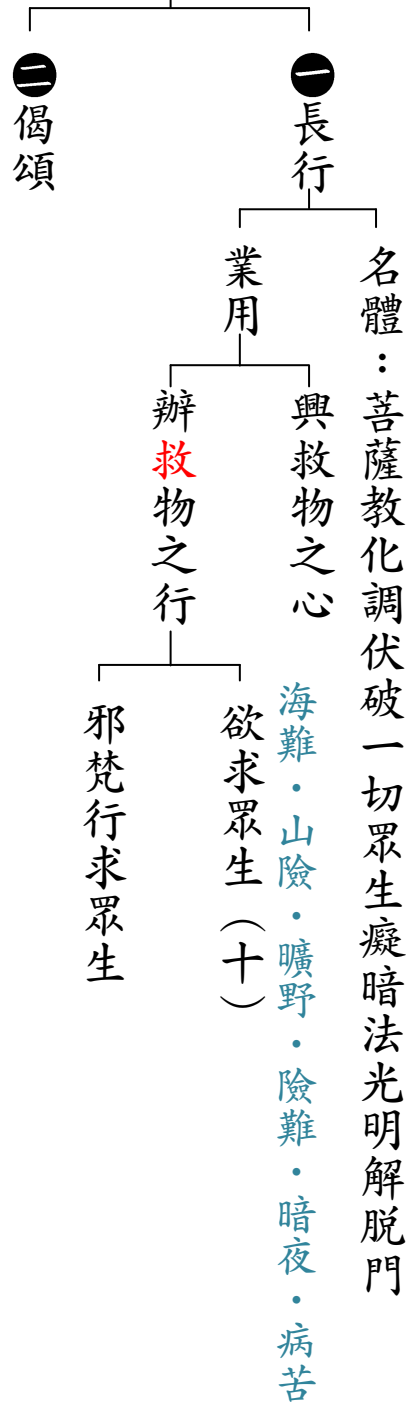 一長行
名體：菩薩教化調伏破一切眾生癡暗法光明解脱門
業用
興救物之心
辦救物之行
海難・山險・曠野・險難・暗夜・病苦
欲求眾生（十）
邪梵行求眾生
二偈頌